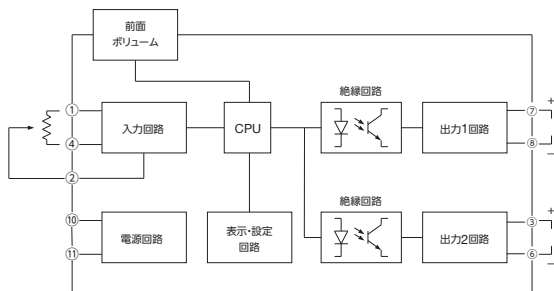 前面
ボリューム
①
④
②
⑩
⑪
入力回路
CPU
絶縁回路
出力1回路
⑦
⑧
+
−
電源回路
表示・設定
回路
絶縁回路
出力2回路
③
⑥
+
−